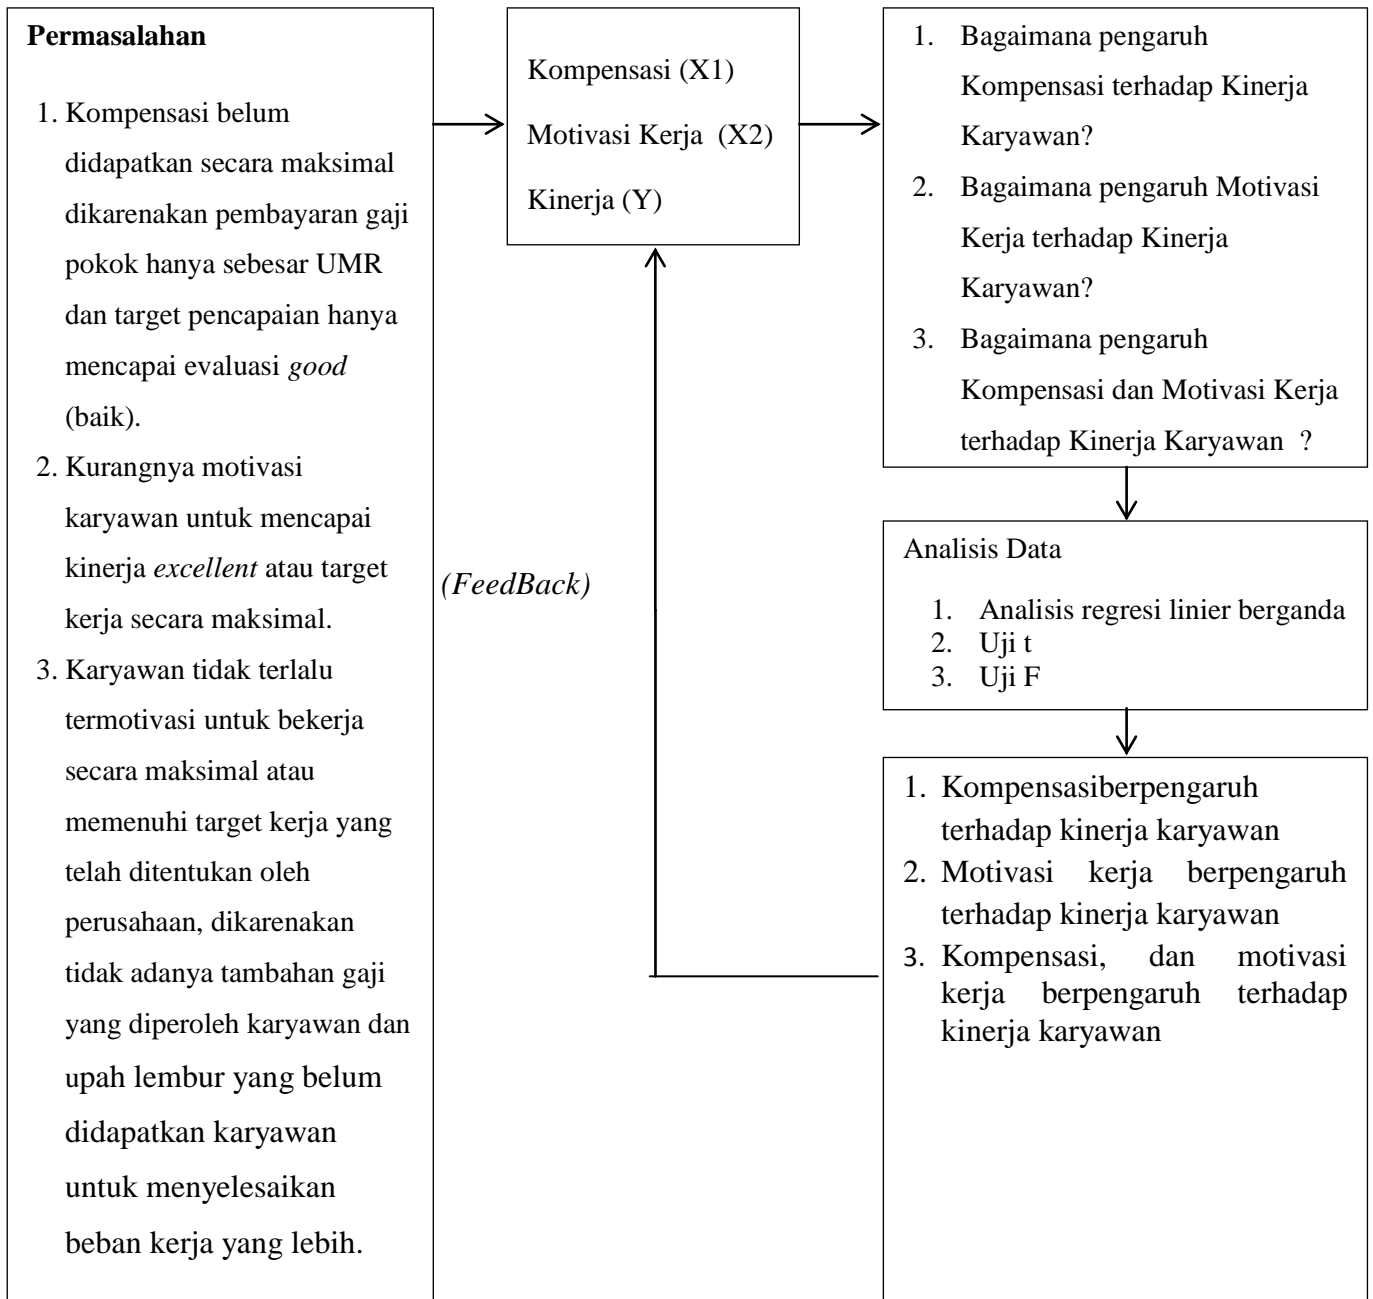 Permasalahan
1. Kompensasi belum
didapatkan secara maksimal
dikarenakan pembayaran gaji
pokok hanya sebesar UMR
dan target pencapaian hanya
mencapai evaluasi good
(baik).
2. Kurangnya motivasi
karyawan untuk mencapai
kinerja excellent atau target
kerja secara maksimal.
3. Karyawan tidak terlalu
termotivasi untuk bekerja
secara maksimal atau
memenuhi target kerja yang
telah ditentukan oleh
perusahaan, dikarenakan
tidak adanya tambahan gaji
yang diperoleh karyawan dan
upah lembur yang belum
didapatkan karyawan
untuk menyelesaikan
beban kerja yang lebih.
Kompensasi (X1)
Motivasi Kerja (X2)
Kinerja (Y)
(FeedBack)
1. Bagaimana pengaruh
Kompensasi terhadap Kinerja
Karyawan?
2. Bagaimana pengaruh Motivasi
Kerja terhadap Kinerja
Karyawan?
3. Bagaimana pengaruh
Kompensasi dan Motivasi Kerja
terhadap Kinerja Karyawan ?
Analisis Data
1. Analisis regresi linier berganda
2. Uji t
3. Uji F
1. Kompensasiberpengaruh
terhadap kinerja karyawan
2. Motivasi kerja berpengaruh
terhadap kinerja karyawan
3. Kompensasi, dan motivasi
kerja berpengaruh terhadap
kinerja karyawan